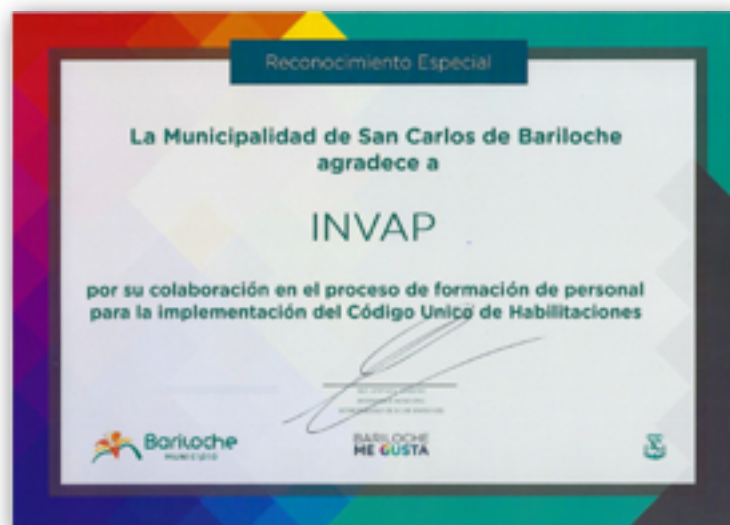 Reconocimiento Especial
La Municipalidad de San Carlos de Bariloche
agradece a
INVAP
por su colaboración en el proceso de formación de personal
para la implementación del Código Unico de Habilitaciones
Bariloche
MUNICIPIO
BARILOCHE
ME GUSTA